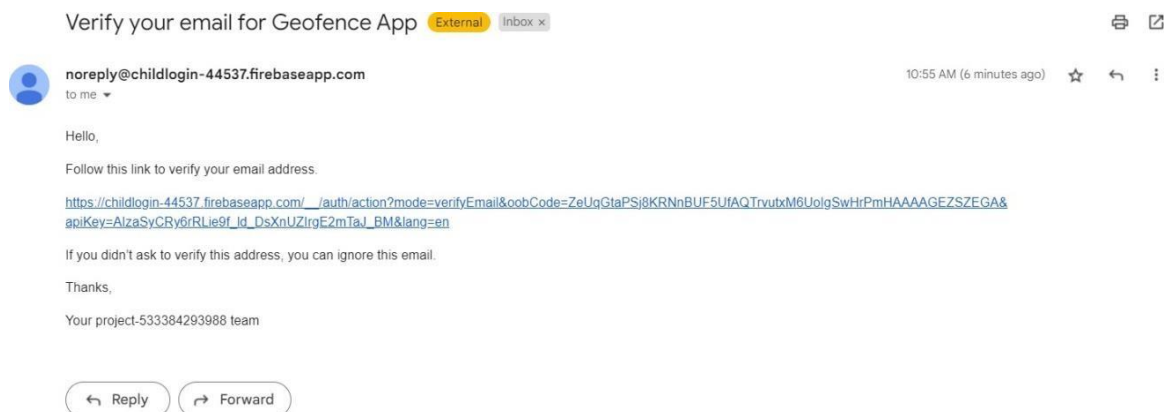 Verify your email for Geofence App External Inbox ×
noreply@childlogin-44537.firebaseapp.com 10:55 AM (6 minutes ago)
to me
Hello,
Follow this link to verify your email address.
https://childlogin-44537.firebaseapp.com/__/auth/action?mode=verifyEmail&oobCode=ZeUqGtaPSj8KRNnBUF5UfAQTrvutxM6UolgSwHrPmHAAAAGEZSZEGA&
apiKey=AIzaSyCRy6rRLie9f_Id_DsXnUZIrgE2mTaJ_BM&lang=en
If you didn't ask to verify this address, you can ignore this email.
Thanks,
Your project-533384293988 team
Reply Forward